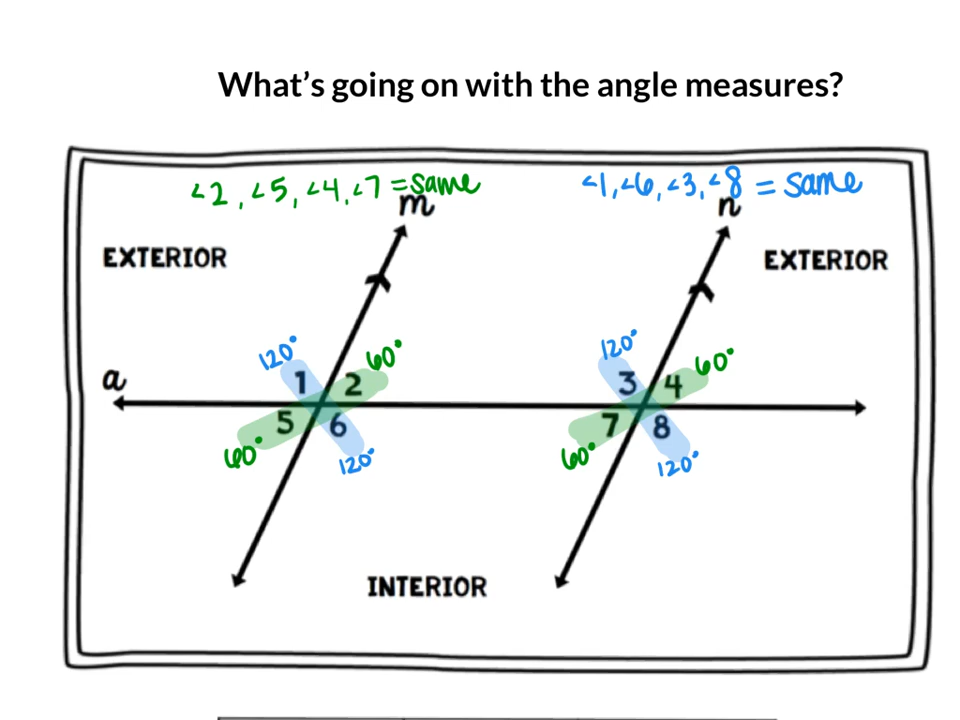 What's going on with the angle measures?
∠2, ∠5, ∠4, ∠7 = same
∠1, ∠6, ∠3, ∠8 = same
m
n
EXTERIOR
EXTERIOR
120°
60°
120°
60°
a
1 2
3 4
5 6
7 8
60°
120°
60°
120°
INTERIOR